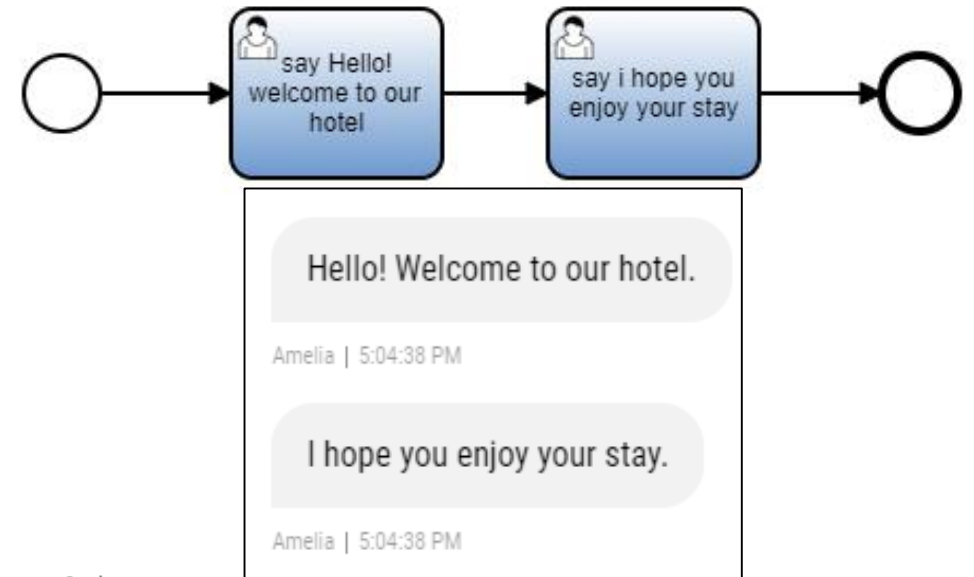 say Hello!
welcome to our
hotel
say i hope you
enjoy your stay
Hello! Welcome to our hotel.
Amelia | 5:04:38 PM
I hope you enjoy your stay.
Amelia | 5:04:38 PM